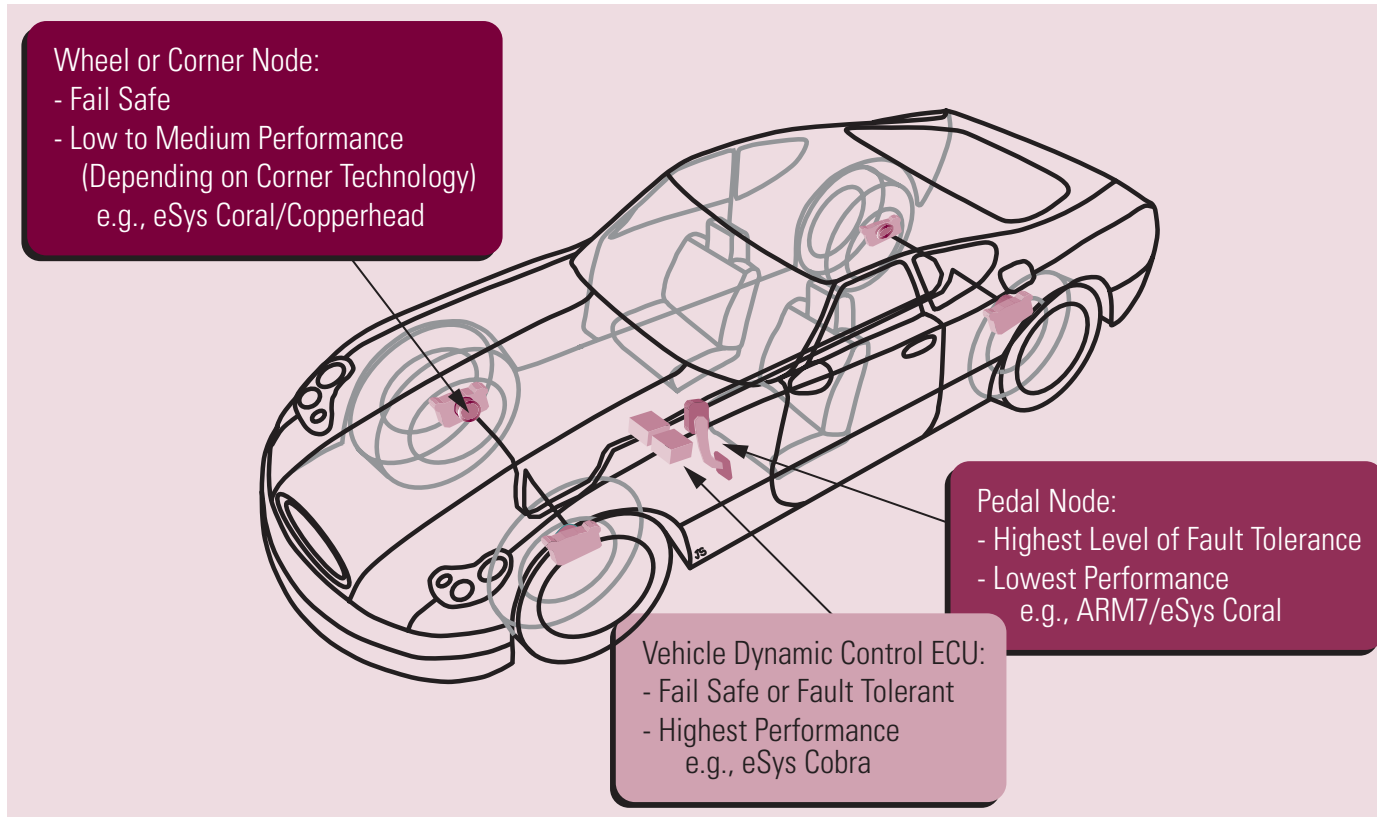 Wheel or Corner Node:
- Fail Safe
- Low to Medium Performance
(Depending on Corner Technology)
e.g., eSys Coral/Copperhead
Pedal Node:
- Highest Level of Fault Tolerance
- Lowest Performance
e.g., ARM7/eSys Coral
Vehicle Dynamic Control ECU:
- Fail Safe or Fault Tolerant
- Highest Performance
e.g., eSys Cobra
JS